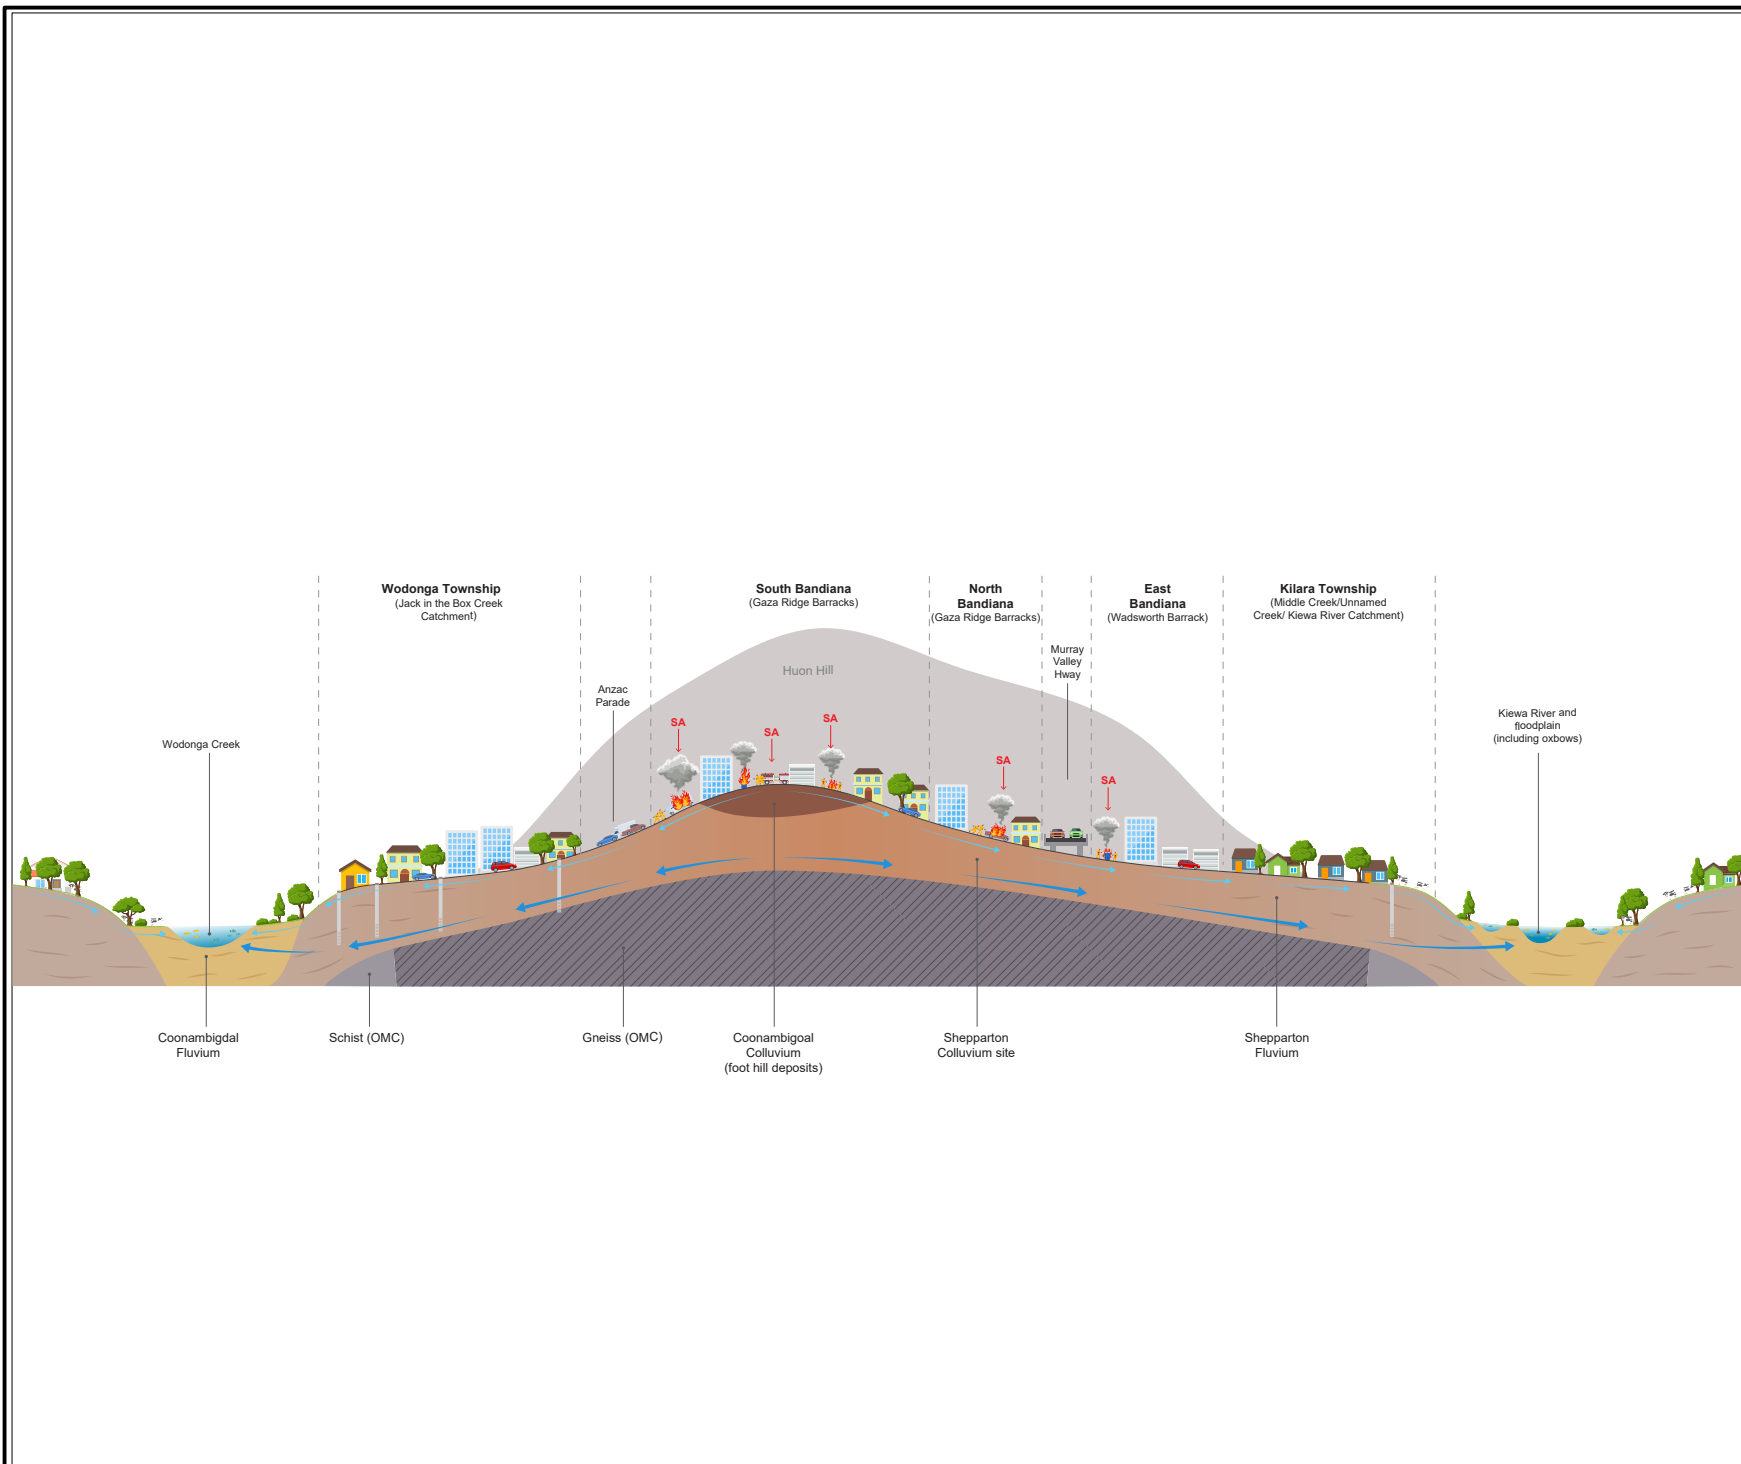 Wodonga Township
(Jack in the Box Creek
Catchment)
South Bandiana
(Gaza Ridge Barracks)
North
Bandiana
(Gaza Ridge Barracks)
East
Bandiana
(Wadsworth Barrack)
Kilara Township
(Middle Creek/Unnamed
Creek/ Kiewa River Catchment)
Murray
Valley
Hway
Huon Hill
Anzac
Parade
Kiewa River and
floodplain
(including oxbows)
Wodonga Creek
SA
SA
SA
SA
SA
Coonambigdal
Fluvium
Schist (OMC)
Gneiss (OMC)
Coonambigoal
Colluvium
(foot hill deposits)
Shepparton
Colluvium site
Shepparton
Fluvium